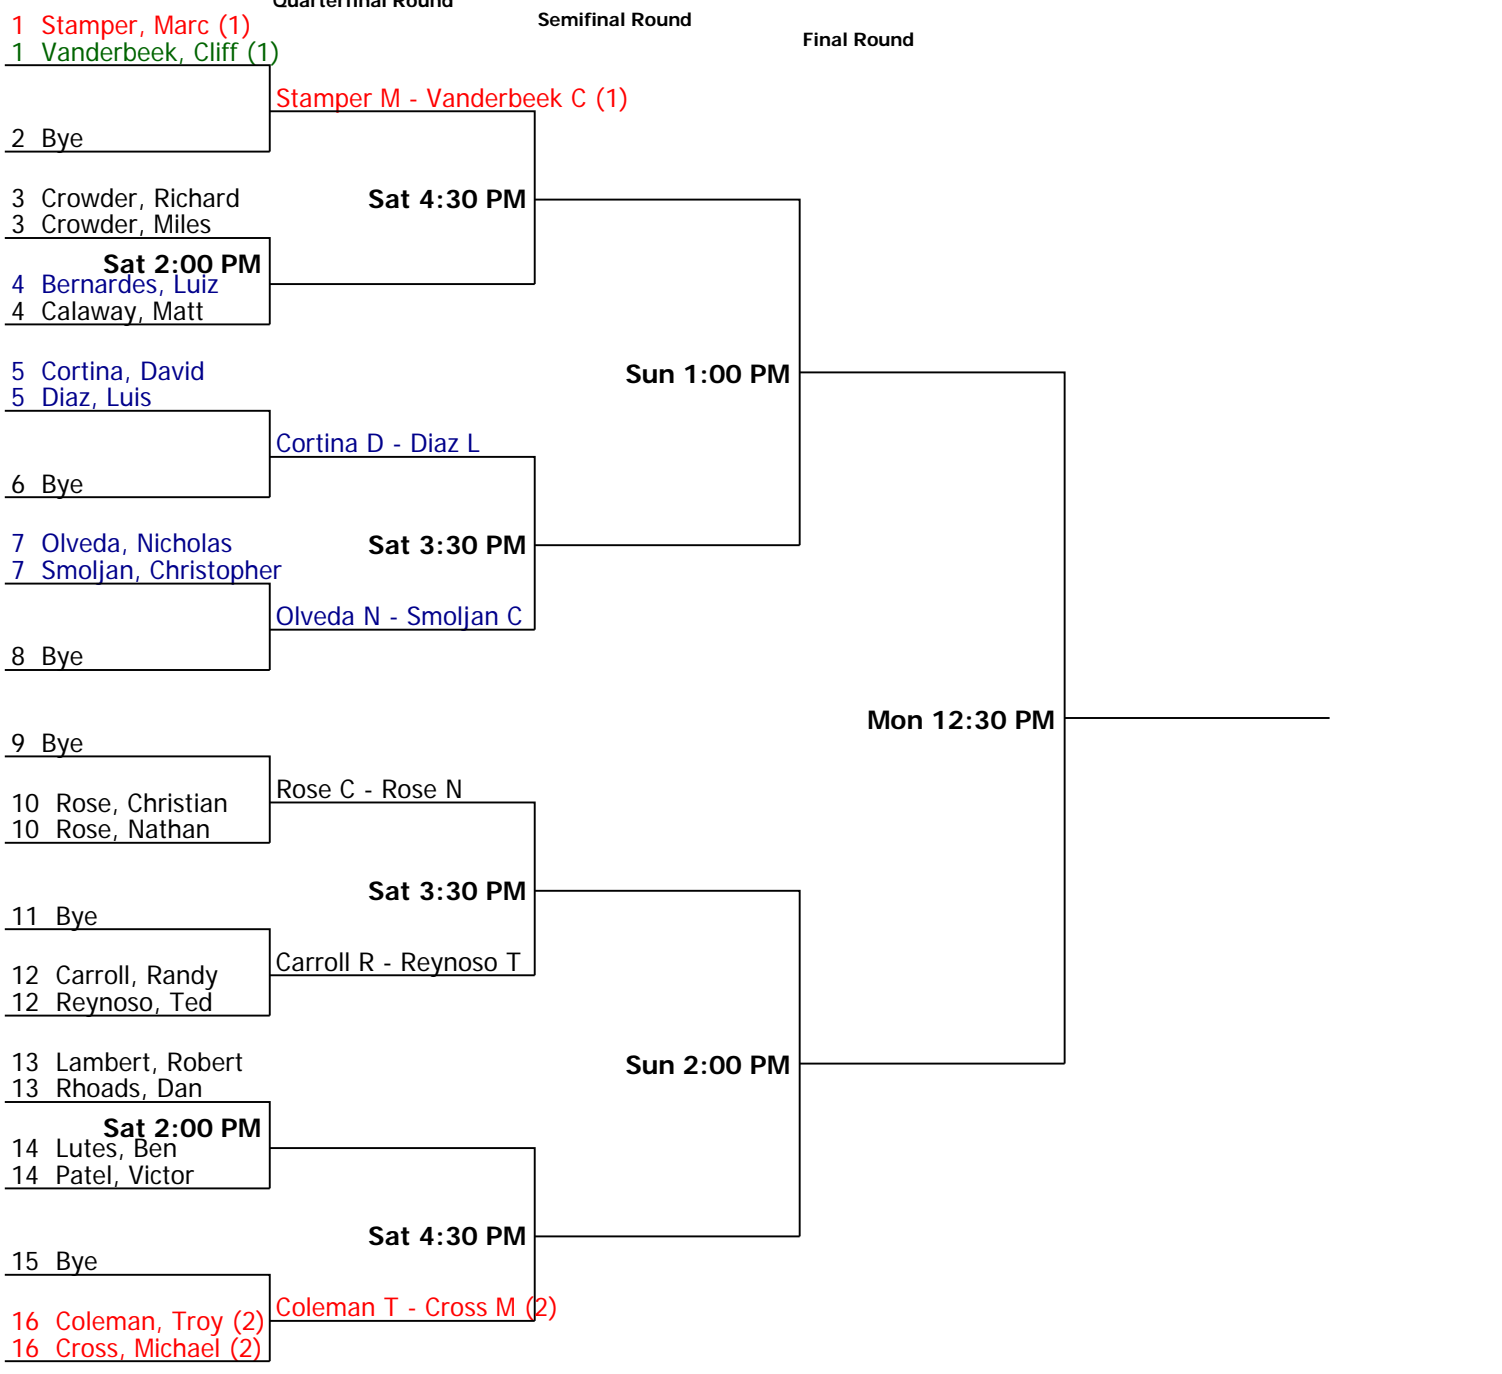 Quarterfinal Round
Semifinal Round
Final Round
1 Stamper, Marc (1)
1 Vanderbeek, Cliff (1)
Stamper M - Vanderbeek C (1)
2 Bye
3 Crowder, Richard
3 Crowder, Miles
Sat 4:30 PM
Sat 2:00 PM
4 Bernardes, Luiz
4 Calaway, Matt
5 Cortina, David
5 Diaz, Luis
Sun 1:00 PM
Cortina D - Diaz L
6 Bye
7 Olveda, Nicholas
7 Smoljan, Christopher
Sat 3:30 PM
Olveda N - Smoljan C
8 Bye
Mon 12:30 PM
9 Bye
Rose C - Rose N
10 Rose, Christian
10 Rose, Nathan
Sat 3:30 PM
11 Bye
Carroll R - Reynoso T
12 Carroll, Randy
12 Reynoso, Ted
13 Lambert, Robert
13 Rhoads, Dan
Sun 2:00 PM
Sat 2:00 PM
14 Lutes, Ben
14 Patel, Victor
Sat 4:30 PM
15 Bye
Coleman T - Cross M (2)
16 Coleman, Troy (2)
16 Cross, Michael (2)